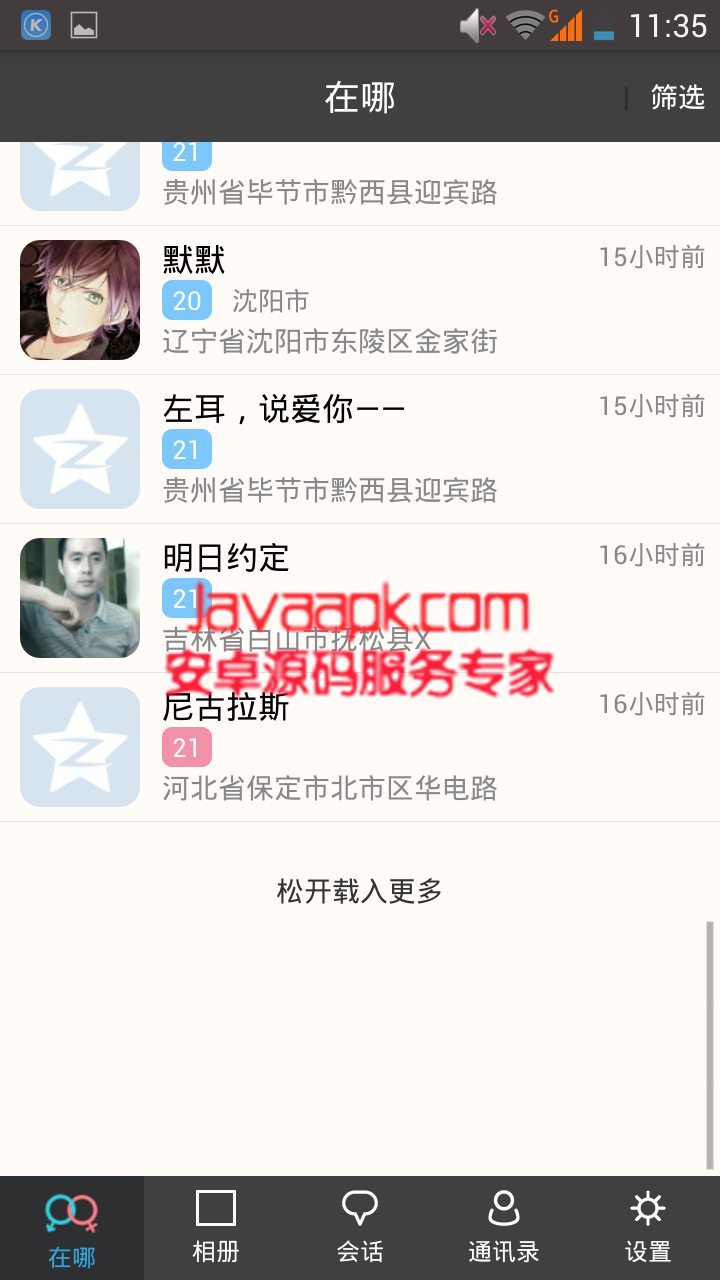 11:35
在哪
筛选
21
贵州省毕节市黔西县迎宾路
默默
15小时前
20 沈阳市
辽宁省沈阳市东陵区金家街
左耳，说爱你——
15小时前
21
贵州省毕节市黔西县迎宾路
明日约定
16小时前
21
Javaapk.com
吉林省白山市抚松县X
安卓源码服务专家
尼古拉斯
16小时前
21
河北省保定市北市区华电路
松开载入更多
在哪
相册
会话
通讯录
设置